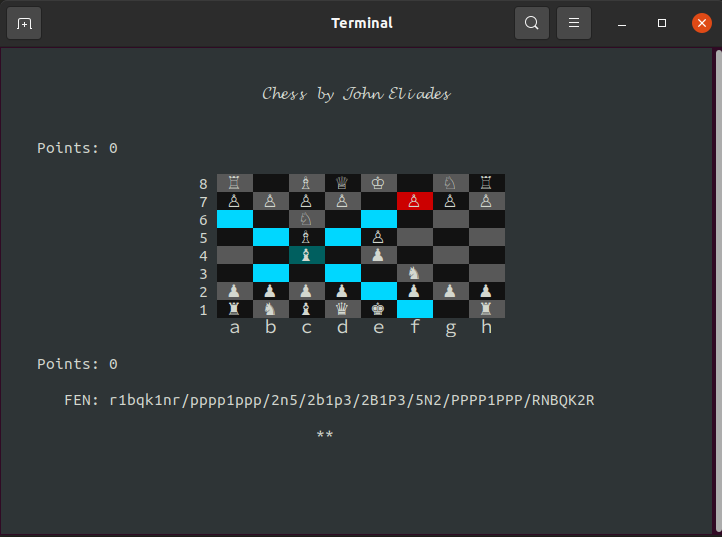 Terminal
Chess by John Eliades
Points: 0
8 ♖ ♗ ♕ ♔ ♘ ♖
7 ♙ ♙ ♙ ♙ ♙ ♙ ♙
6 ♘
5 ♗ ♙
4 ♝ ♟
3 ♞
2 ♟ ♟ ♟ ♟ ♟ ♟ ♟
1 ♜ ♞ ♝ ♛ ♚ ♜
a b c d e f g h
Points: 0
FEN: r1bqk1nr/pppp1ppp/2n5/2b1p3/2B1P3/5N2/PPPP1PPP/RNBQK2R
**